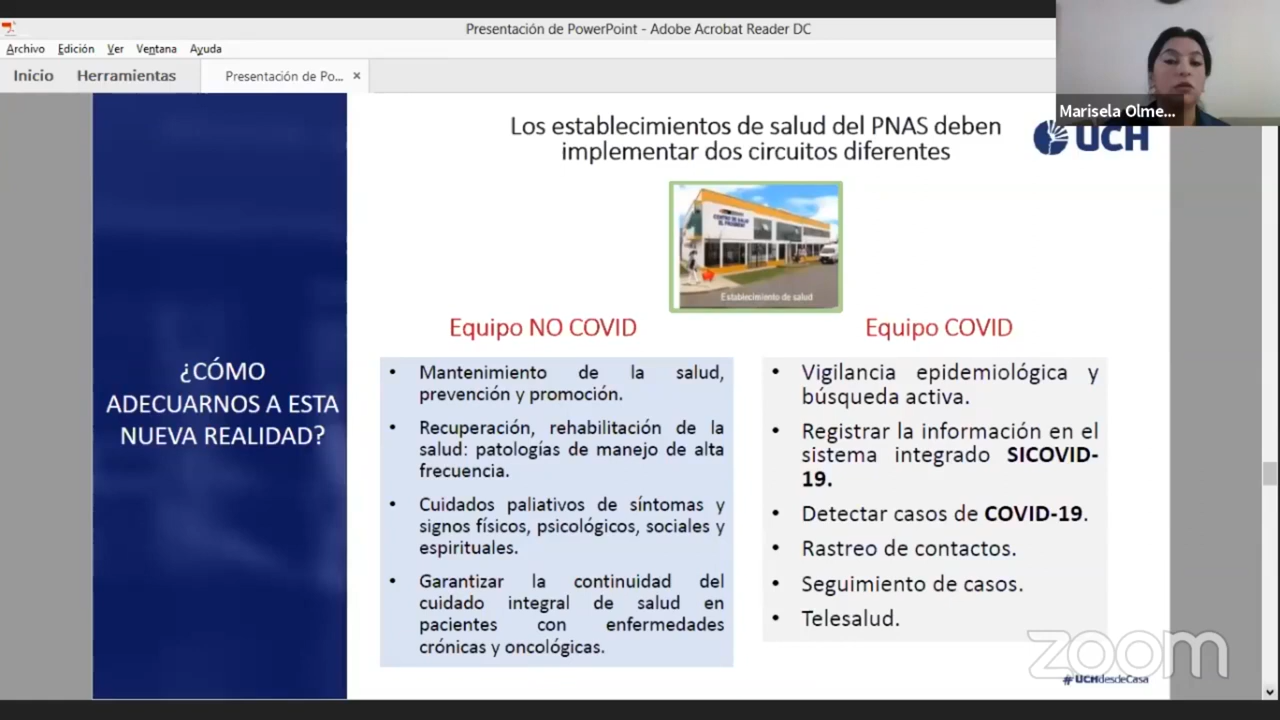 Presentación de PowerPoint - Adobe Acrobat Reader DC
Archivo Edición Ver Ventana Ayuda
Inicio Herramientas Presentación de Po... ×
Marisela Olme...
UCH
Los establecimientos de salud del PNAS deben
implementar dos circuitos diferentes
Establecimiento de salud
¿CÓMO
ADECUARNOS A ESTA
NUEVA REALIDAD?
Equipo NO COVID
• Mantenimiento de la salud,
prevención y promoción.
• Recuperación, rehabilitación de la
salud: patologías de manejo de alta
frecuencia.
• Cuidados paliativos de síntomas y
signos físicos, psicológicos, sociales y
espirituales.
• Garantizar la continuidad del
cuidado integral de salud en
pacientes con enfermedades
crónicas y oncológicas.
Equipo COVID
• Vigilancia epidemiológica y
búsqueda activa.
• Registrar la información en el
sistema integrado SICOVID-
19.
• Detectar casos de COVID-19.
• Rastreo de contactos.
• Seguimiento de casos.
• Telesalud.
zoom
#UCHdesdeCasa